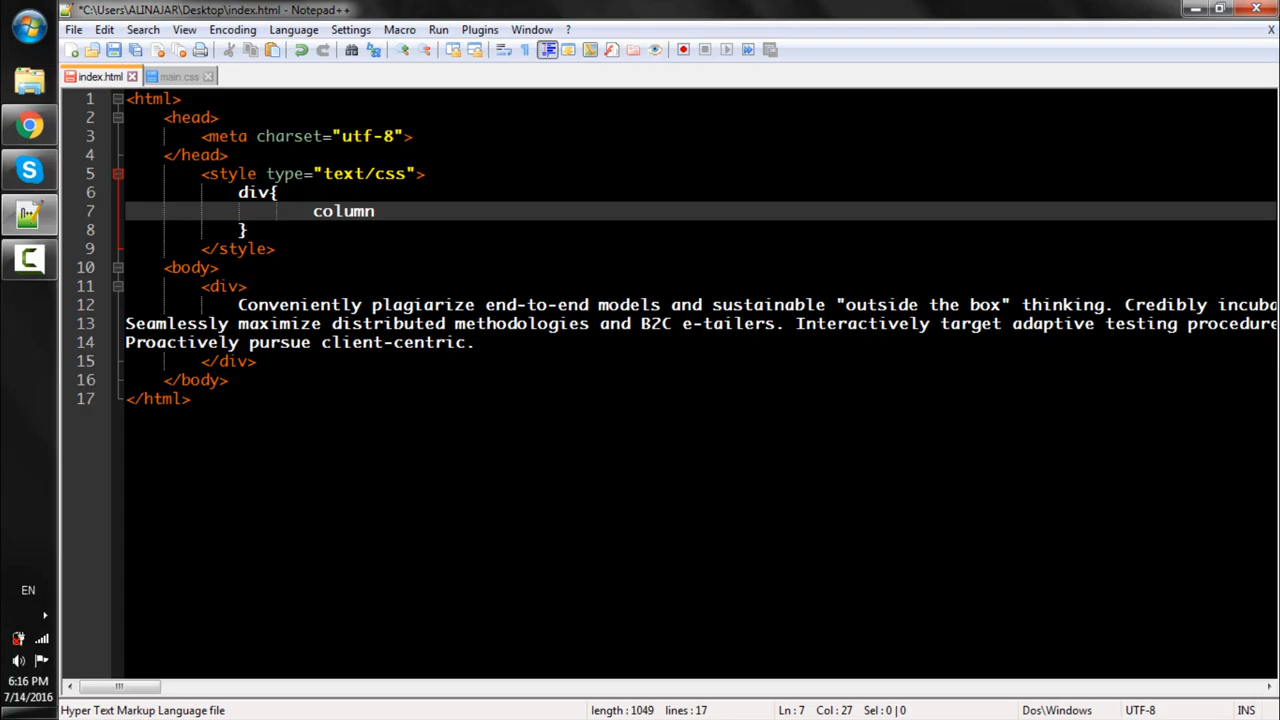 *C:\Users\ALINAJAR\Desktop\index.html - Notepad++
File Edit Search View Encoding Language Settings Macro Run Plugins Window ? X
index.html main.css
1 <html>
2 <head>
3 <meta charset="utf-8">
4 </head>
5 <style type="text/css">
6 div{
7 column
8 }
9 </style>
10 <body>
11 <div>
12 Conveniently plagiarize end-to-end models and sustainable "outside the box" thinking. Credibly incuba
13 Seamlessly maximize distributed methodologies and B2C e-tailers. Interactively target adaptive testing procedure
14 Proactively pursue client-centric.
15 </div>
16 </body>
17 </html>
EN
6:16 PM
7/14/2016
Hyper Text Markup Language file length : 1049 lines : 17 Ln : 7 Col : 27 Sel : 0 | 0 Dos\Windows UTF-8 INS